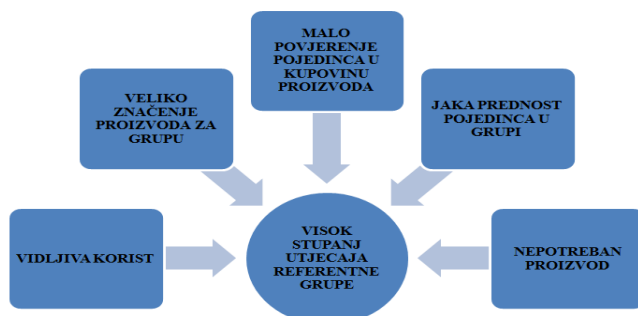 MALO
POVJERENJE
POJEDINCA U
KUPOVINU
PROIZVODA
VELIKO
ZNAČENJE
PROIZVODA ZA
GRUPU
JAKA PREDNOST
POJEDINCA U
GRUPI
VIDLJIVA KORIST
VISOK
STUPANJ
UTJECAJA
REFERENTNE
GRUPE
NEPOTREBAN
PROIZVOD